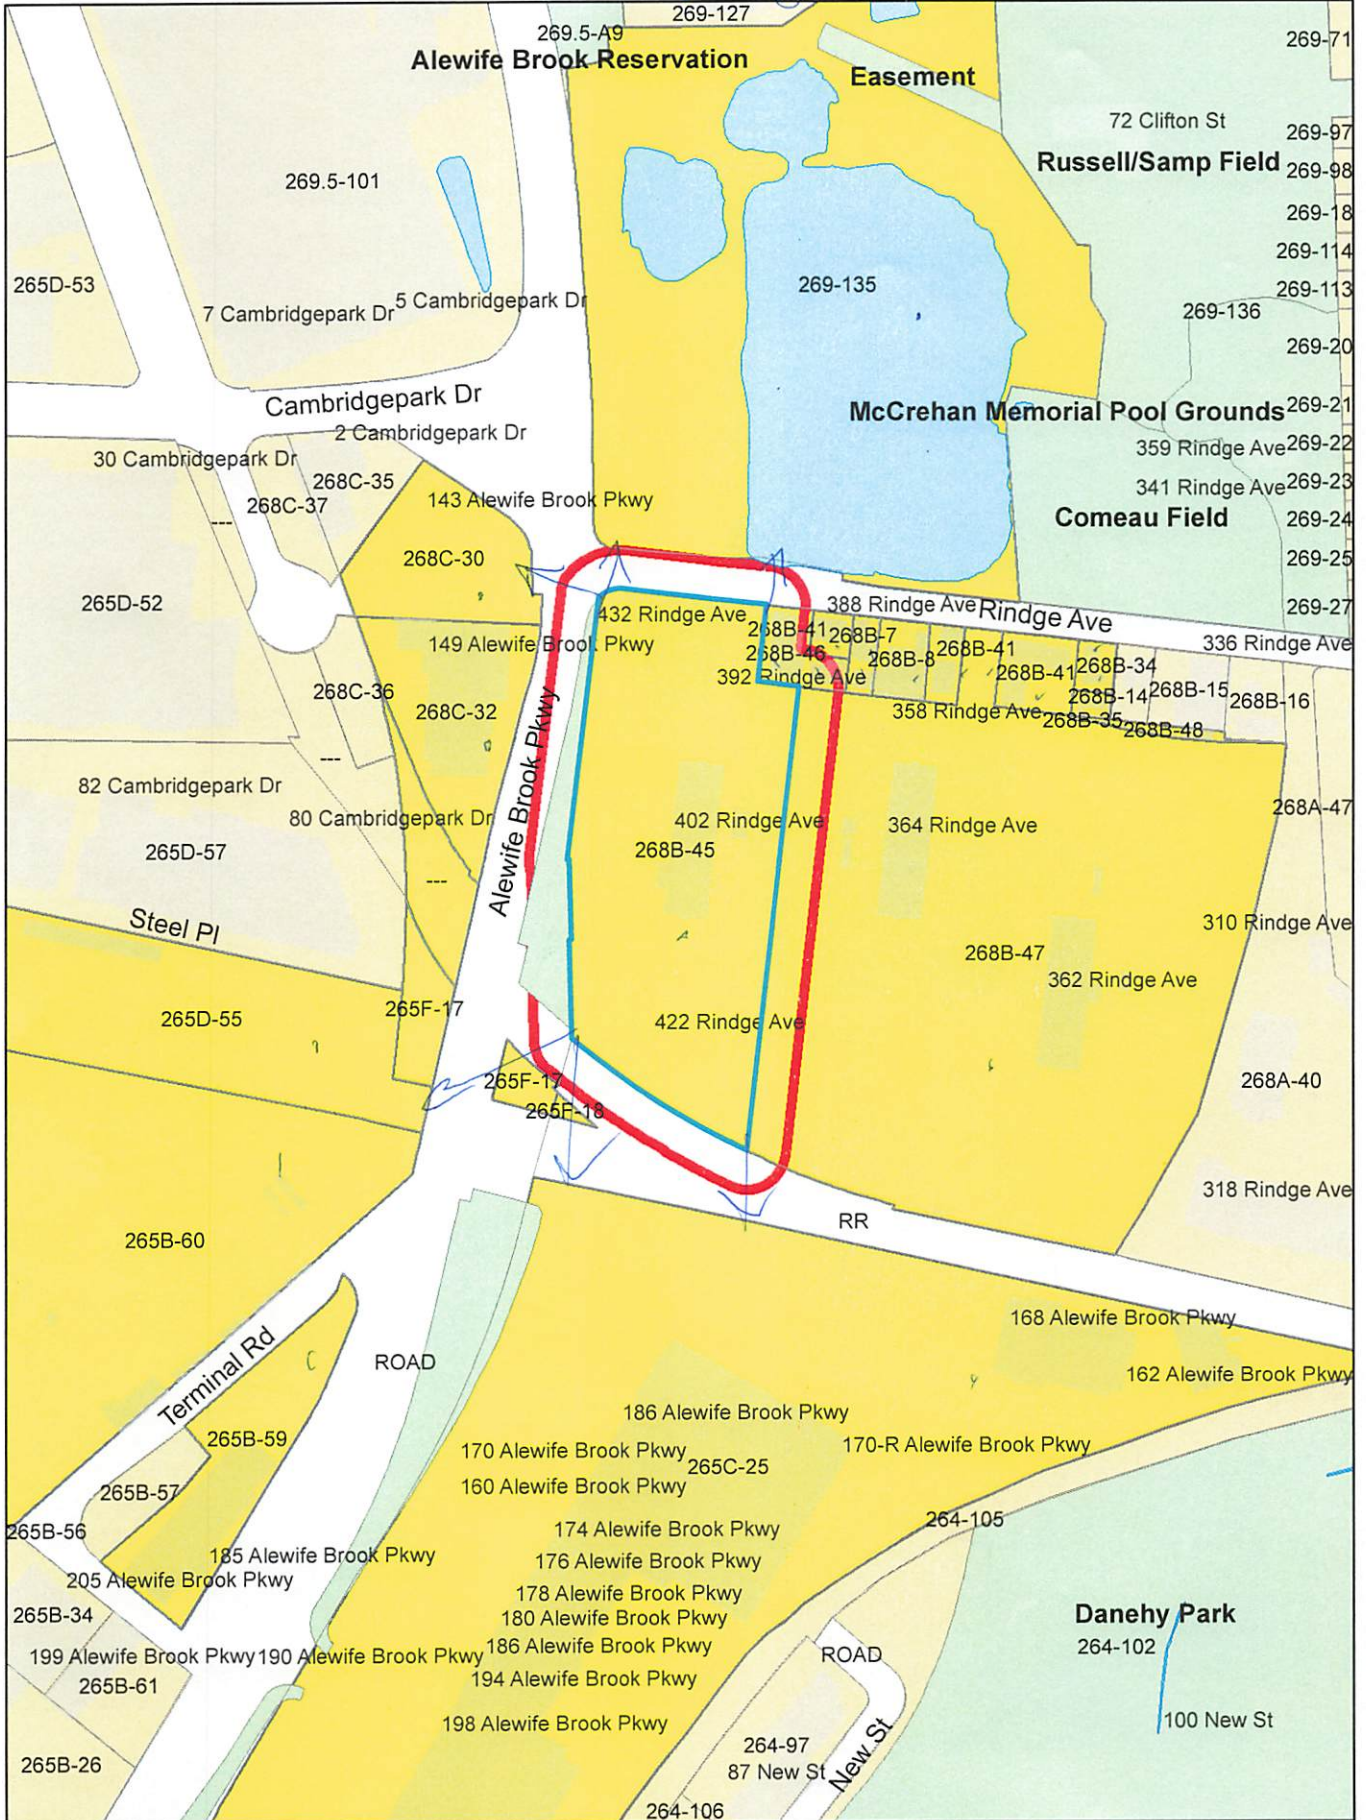 269-127
269.5-A9
269-71
Alewife Brook Reservation
Easement
72 Clifton St
269-97
Russell/Samp Field
269-98
269.5-101
269-18
269-114
265D-53
269-135
269-113
5 Cambridgepark Dr
7 Cambridgepark Dr
269-136
269-20
Cambridgepark Dr
269-21
McCrehan Memorial Pool Grounds
2 Cambridgepark Dr
269-22
359 Rindge Ave
30 Cambridgepark Dr
268C-35
269-23
341 Rindge Ave
268C-37
143 Alewife Brook Pkwy
Comeau Field
269-24
---
268C-30
269-25
265D-52
388 Rindge Ave
Rindge Ave
269-27
432 Rindge Ave
268B-41
268B-7
336 Rindge Ave
149 Alewife Brook Pkwy
268B-46
268B-8
268B-41
268B-41
268B-34
392 Rindge Ave
268C-36
268B-14
268B-15
268B-16
268C-32
358 Rindge Ave
268B-35
268B-48
Alewife Brook Pkwy
---
82 Cambridgepark Dr
80 Cambridgepark Dr
402 Rindge Ave
364 Rindge Ave
268A-47
265D-57
268B-45
---
Steel Pl
310 Rindge Ave
268B-47
362 Rindge Ave
265D-55
265F-17
422 Rindge Ave
265F-17
268A-40
265F-18
318 Rindge Ave
RR
265B-60
168 Alewife Brook Pkwy
Terminal Rd
ROAD
162 Alewife Brook Pkwy
186 Alewife Brook Pkwy
265B-59
170 Alewife Brook Pkwy
170-R Alewife Brook Pkwy
265C-25
265B-57
160 Alewife Brook Pkwy
265B-56
174 Alewife Brook Pkwy
264-105
185 Alewife Brook Pkwy
176 Alewife Brook Pkwy
205 Alewife Brook Pkwy
178 Alewife Brook Pkwy
265B-34
180 Alewife Brook Pkwy
Danehy Park
199 Alewife Brook Pkwy
190 Alewife Brook Pkwy
186 Alewife Brook Pkwy
ROAD
264-102
265B-61
194 Alewife Brook Pkwy
198 Alewife Brook Pkwy
100 New St
265B-26
264-97
87 New St
New St
264-106